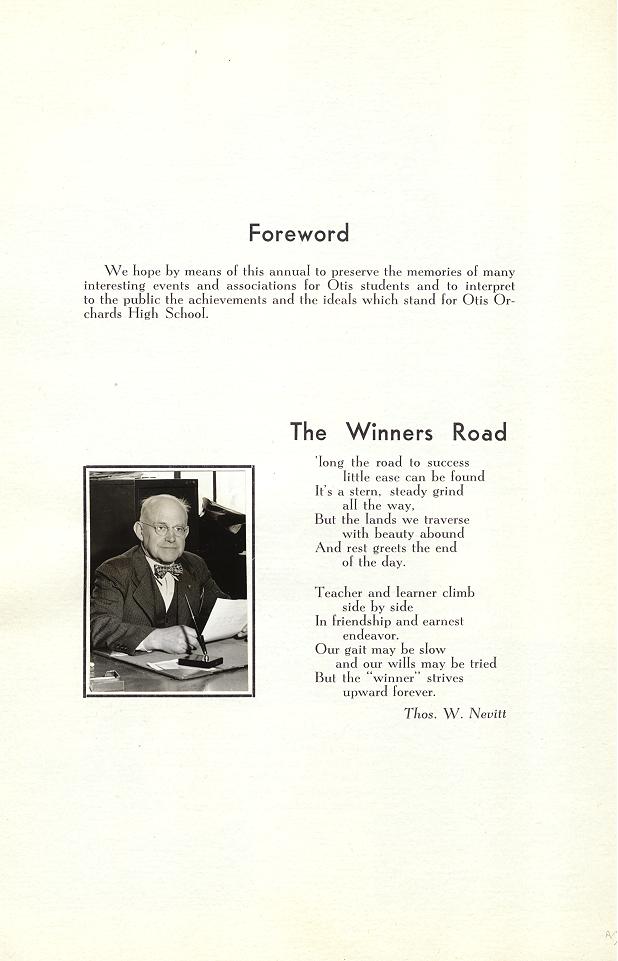 Foreword
We hope by means of this annual to preserve the memories of many
interesting events and associations for Otis students and to interpret
to the public the achievements and the ideals which stand for Otis Or-
chards High School.
The Winners Road
'long the road to success
little ease can be found
It's a stern, steady grind
all the way,
But the lands we traverse
with beauty abound
And rest greets the end
of the day.
Teacher and learner climb
side by side
In friendship and earnest
endeavor.
Our gait may be slow
and our wills may be tried
But the "winner" strives
upward forever.
Thos. W. Nevitt